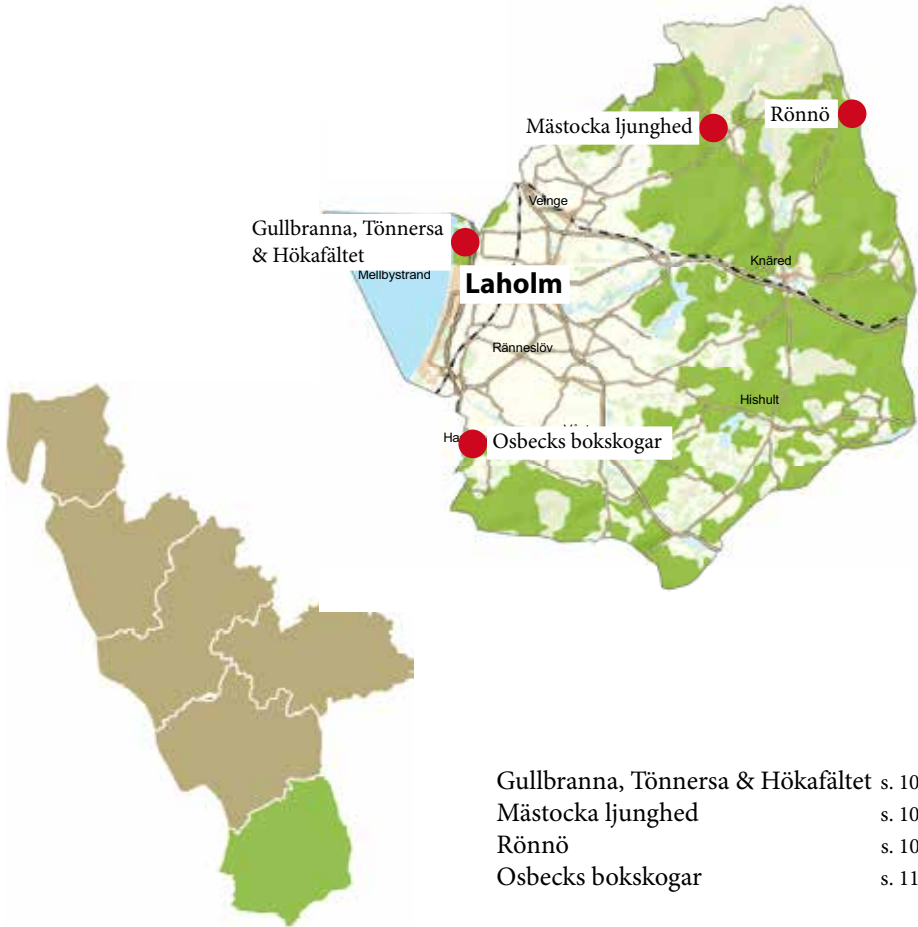 Rönnö
Mästocka ljunghed
Veinge
Gullbranna, Tönnersa
& Hökafältet
Mellbystrand
Laholm
Knäred
Ränneslöv
Hishult
Osbecks bokskogar
Gullbranna, Tönnersa & Hökafältet s. 10
Mästocka ljunghed s. 10
Rönnö s. 10
Osbecks bokskogar s. 11